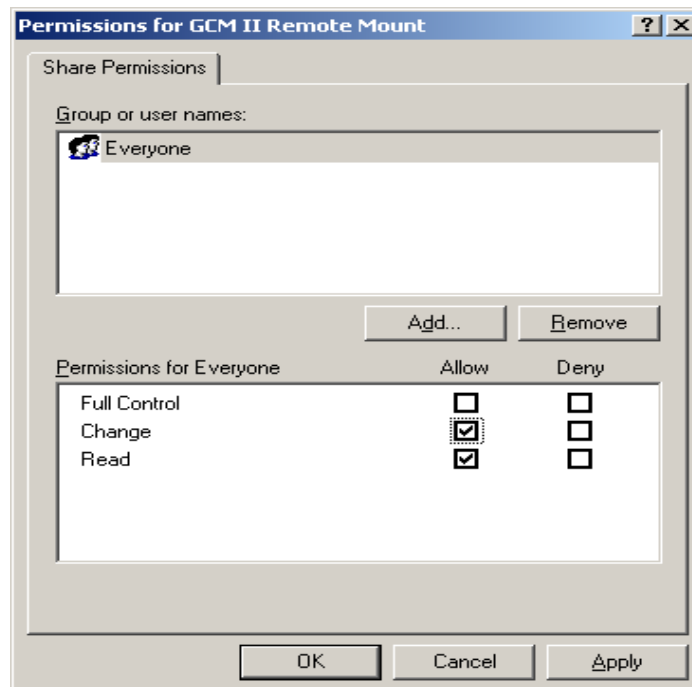 Permissions for GCM II Remote Mount
Share Permissions
Group or user names:
Everyone
Add... Remove
Permissions for Everyone Allow Deny
Full Control
Change
Read
OK Cancel Apply